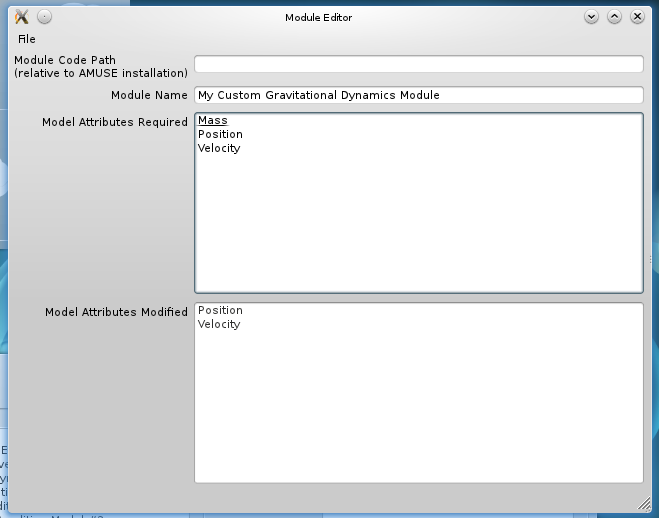 Module Editor
File
Module Code Path
(relative to AMUSE installation)
Module Name My Custom Gravitational Dynamics Module
Model Attributes Required Mass
Position
Velocity
Model Attributes Modified Position
Velocity